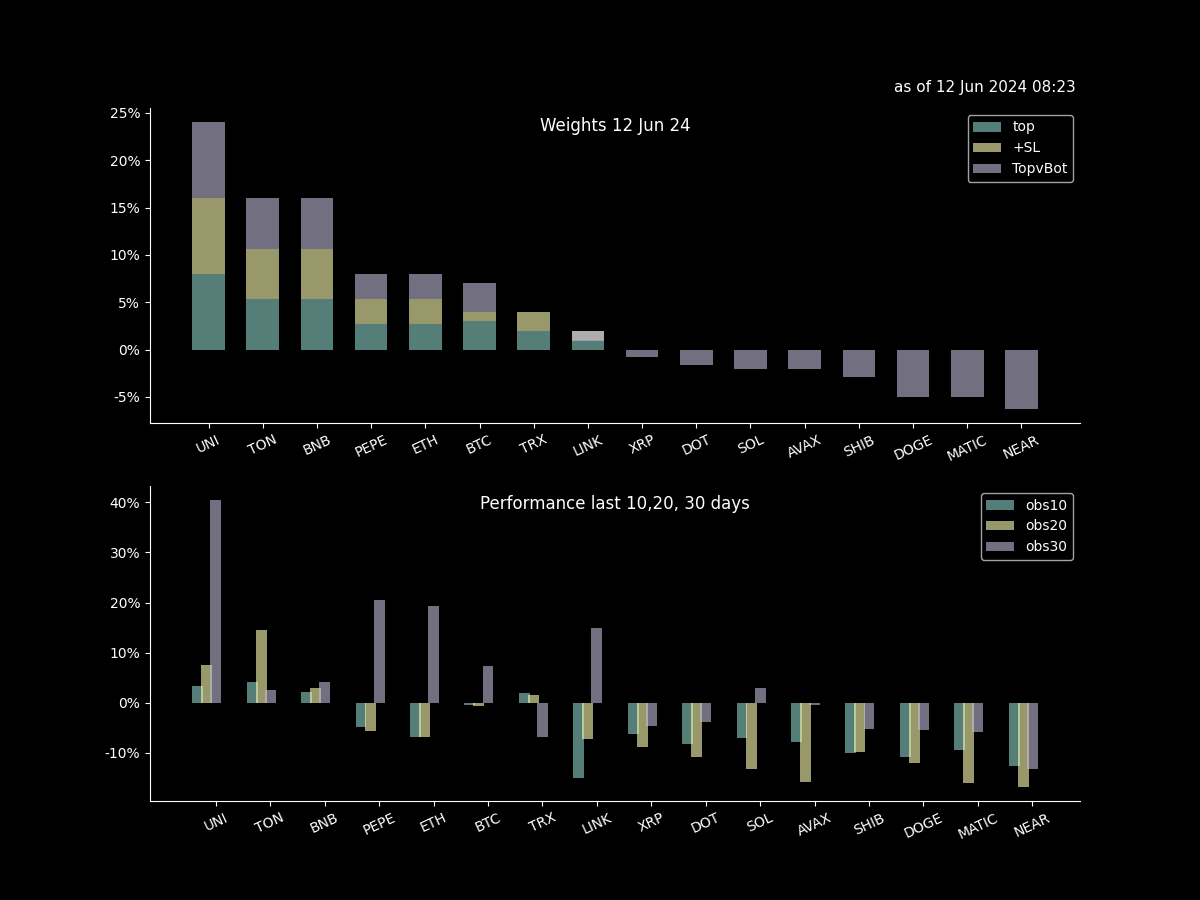 as of 12 Jun 2024 08:23
Weights 12 Jun 24
top
+SL
TopvBot
25%
20%
15%
10%
5%
0%
-5%
UNI TON BNB PEPE ETH BTC TRX LINK XRP DOT SOL AVAX SHIB DOGE MATIC NEAR
Performance last 10,20, 30 days
obs10
obs20
obs30
40%
30%
20%
10%
0%
-10%
UNI TON BNB PEPE ETH BTC TRX LINK XRP DOT SOL AVAX SHIB DOGE MATIC NEAR